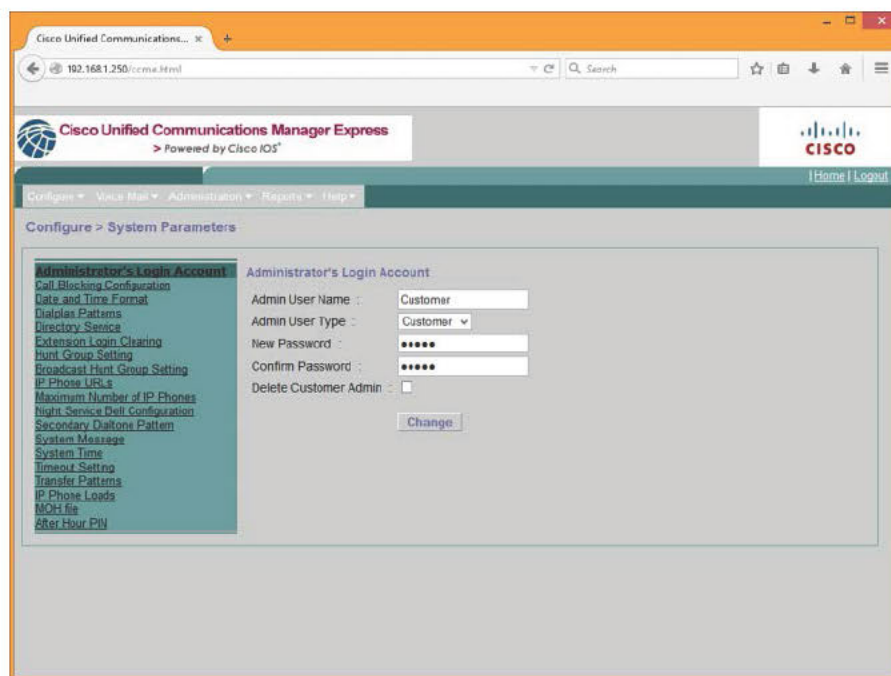 Cisco Unified Communications... ×
+
192.168.1.250/ccme.html
Search
Cisco Unified Communications Manager Express
> Powered by Cisco IOS®
CISCO
| Home | Logout
Configure Voice Mail Administration Reports Help
Configure > System Parameters
Administrator's Login Account
Call Blocking Configuration
Date and Time Format
Dialplan Patterns
Directory Service
Extension Login Clearing
Hunt Group Setting
Broadcast Hunt Group Setting
IP Phone URLs
Maximum Number of IP Phones
Night Service Bell Configuration
Secondary Dialtone Pattern
System Message
System Time
Timeout Setting
Transfer Patterns
IP Phone Loads
MOH file
After Hour PIN
Administrator's Login Account
Admin User Name : Customer
Admin User Type : Customer
New Password : •••••
Confirm Password : •••••
Delete Customer Admin :
Change